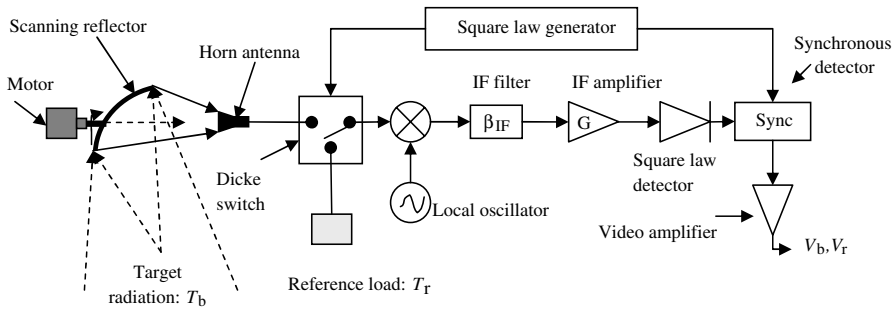 Square law generator
Scanning reflector
Synchronous
detector
Horn antenna
Motor
IF filter
IF amplifier
β_IF
G
Sync
Dicke
switch
Square law
detector
Local oscillator
Video amplifier
V_b, V_r
Target
radiation: T_b
Reference load: T_r